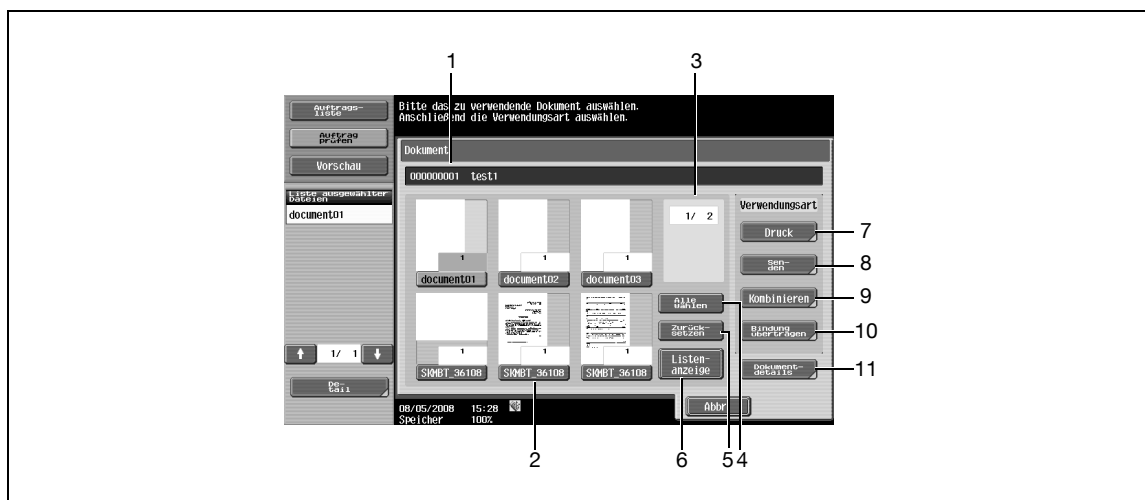 1
3
Auftrags-
liste
Auftrag
prüfen
Vorschau
Liste ausgewählter
Dateien
document01
1/ 1
De-
tail
Bitte das zu verwendende Dokument auswählen.
Anschließend die Verwendungsart auswählen.
Dokument
000000001 test1
1
document01
1
document02
1
document03
1
SKMBT_36108
1
SKMBT_36108
1
SKMBT_36108
1/ 2
Alle
wählen
Zurück-
setzen
Listen-
anzeige
Verwendungsart
Druck
Sen-
den
Kombinieren
Bindung
übertragen
Dokument-
details
Abbr
08/05/2008 15:28
Speicher 100%
7
8
9
10
11
2
6
5
4